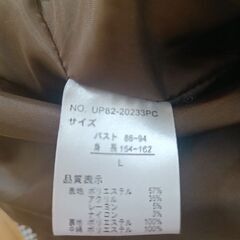 NO. UP82-20233PC
サイズ
バスト 86-94
身長 154-162
L
品質表示
表地 ポリエステル 57%
アクリル 35%
レーヨン 5%
ナイロン 3%
裏地 ポリエステル 100%
中綿 ポリエステル 100%